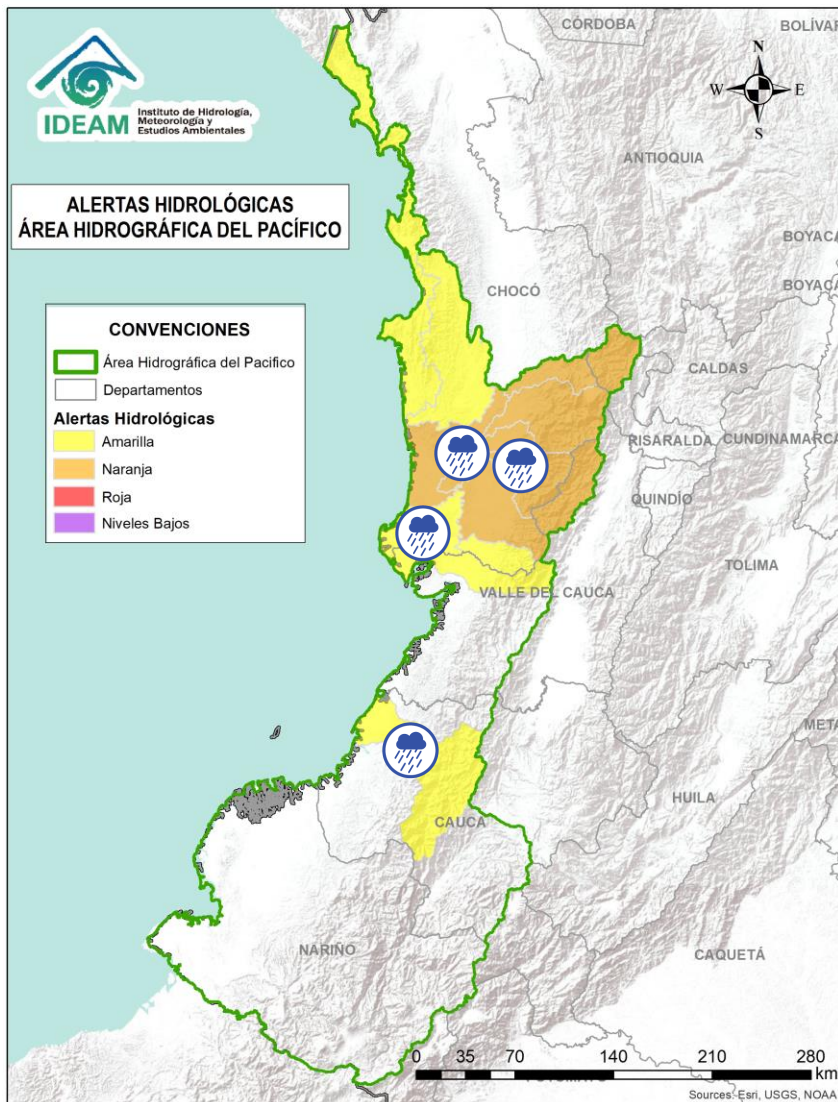 CÓRDOBA
BOLÍVAR
IDEAM
Instituto de Hidrología,
Meteorología y
Estudios Ambientales
N
W
E
S
ANTIOQUIA
ALERTAS HIDROLÓGICAS
ÁREA HIDROGRÁFICA DEL PACÍFICO
BOYACÁ
BOYACÁ
CHOCÓ
CONVENCIONES
Área Hidrográfica del Pacifico
Departamentos
Alertas Hidrológicas
Amarilla
Naranja
Roja
Niveles Bajos
CALDAS
RISARALDA
CUNDINAMARCA
QUINDÍO
TOLIMA
VALLE DEL CAUCA
META
HUILA
CAUCA
NARIÑO
CAQUETÁ
0 35 70 140 210 280
km
Sources: Esri, USGS, NOAA